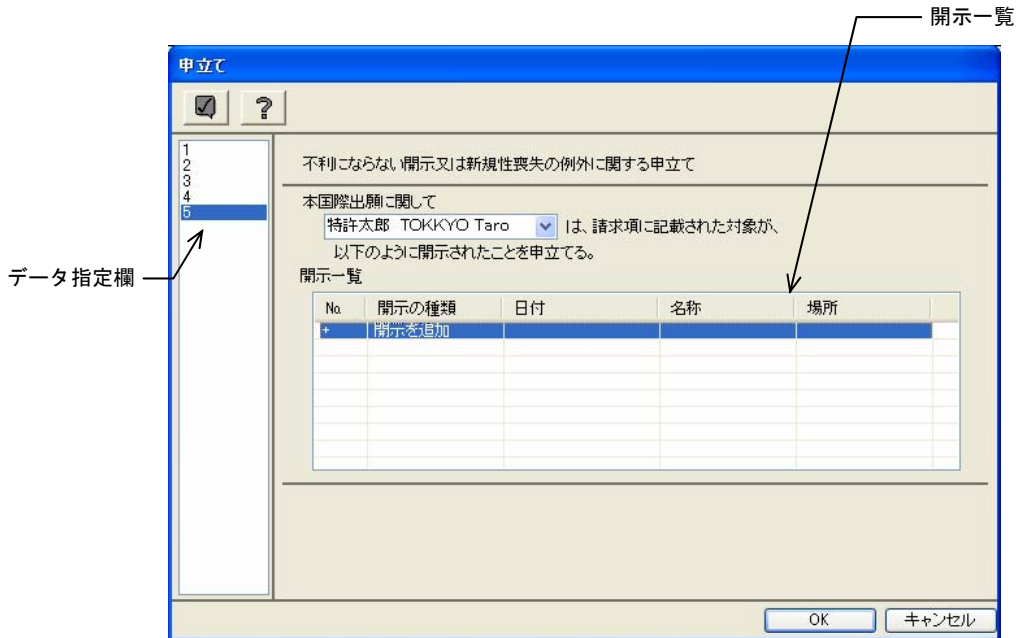 開示一覧
申立て
?
1
2
3
4
5
不利にならない開示又は新規性喪失の例外に関する申立て
本国際出願に関して
特許太郎 TOKKYO Taro は、請求項に記載された対象が、
以下のように開示されたことを申立てる。
データ指定欄
開示一覧
No. 開示の種類 日付 名称 場所
+ 開示を追加
OK キャンセル